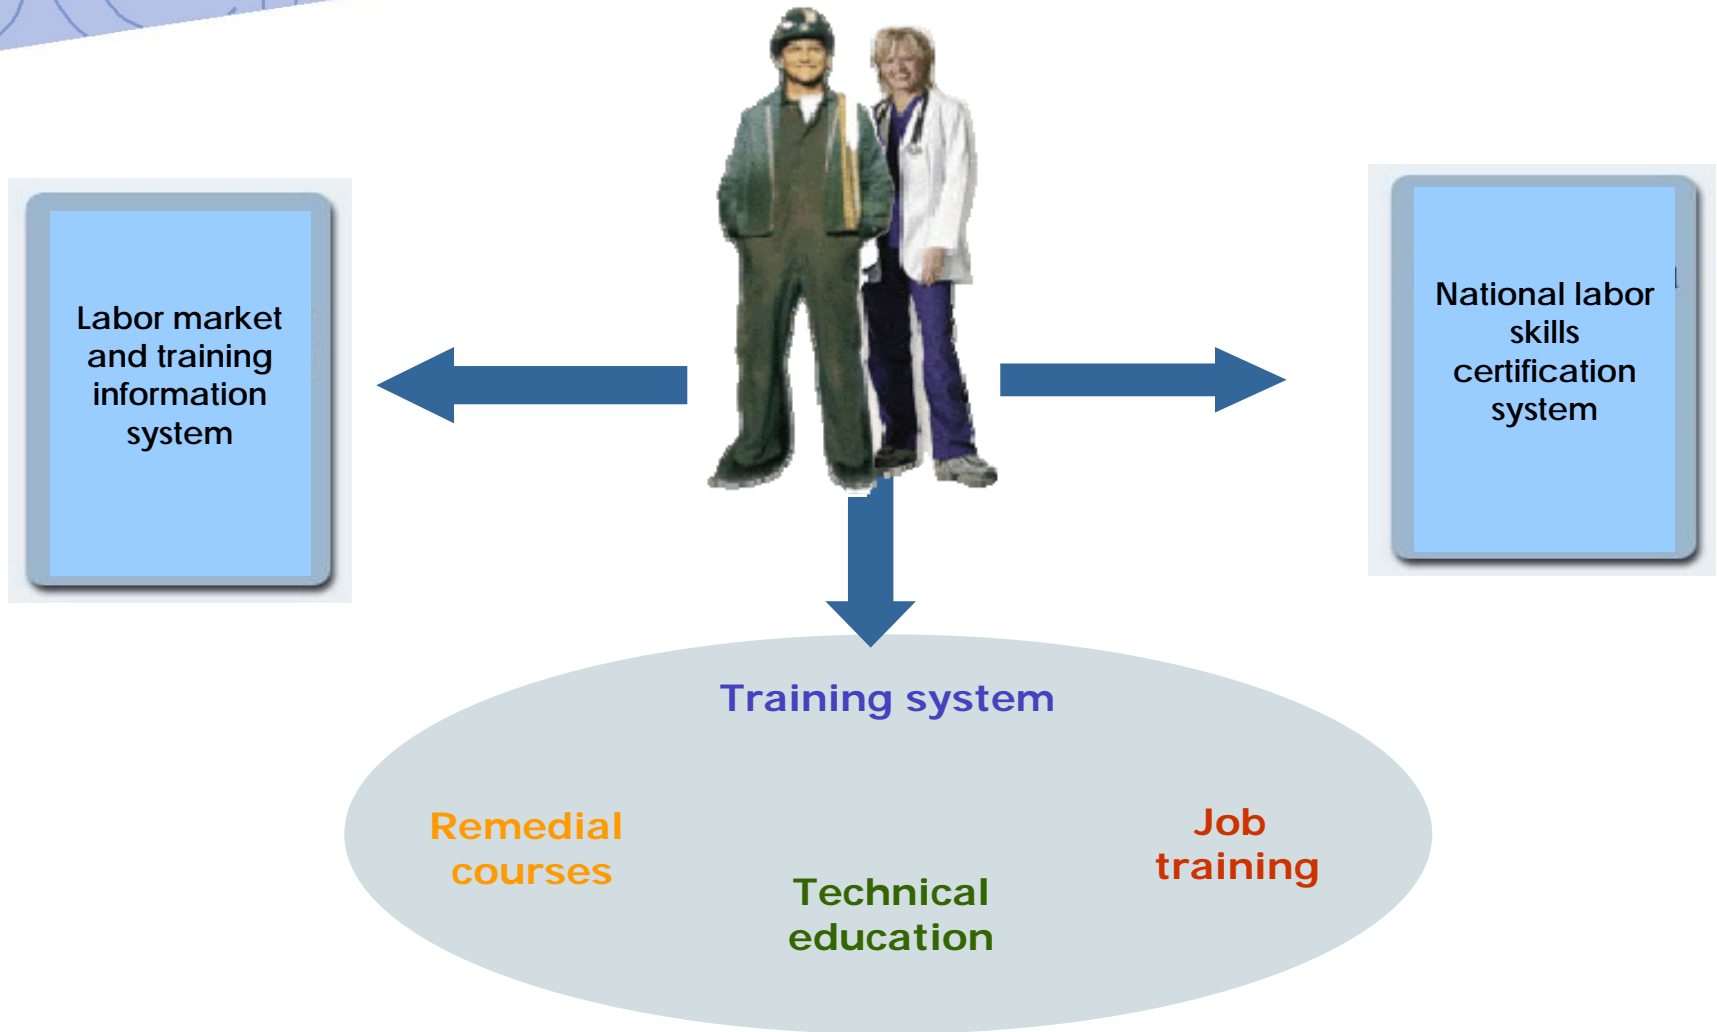 Labor market
and training
information
system
National labor
skills
certification
system
Training system
Remedial
courses
Technical
education
Job
training